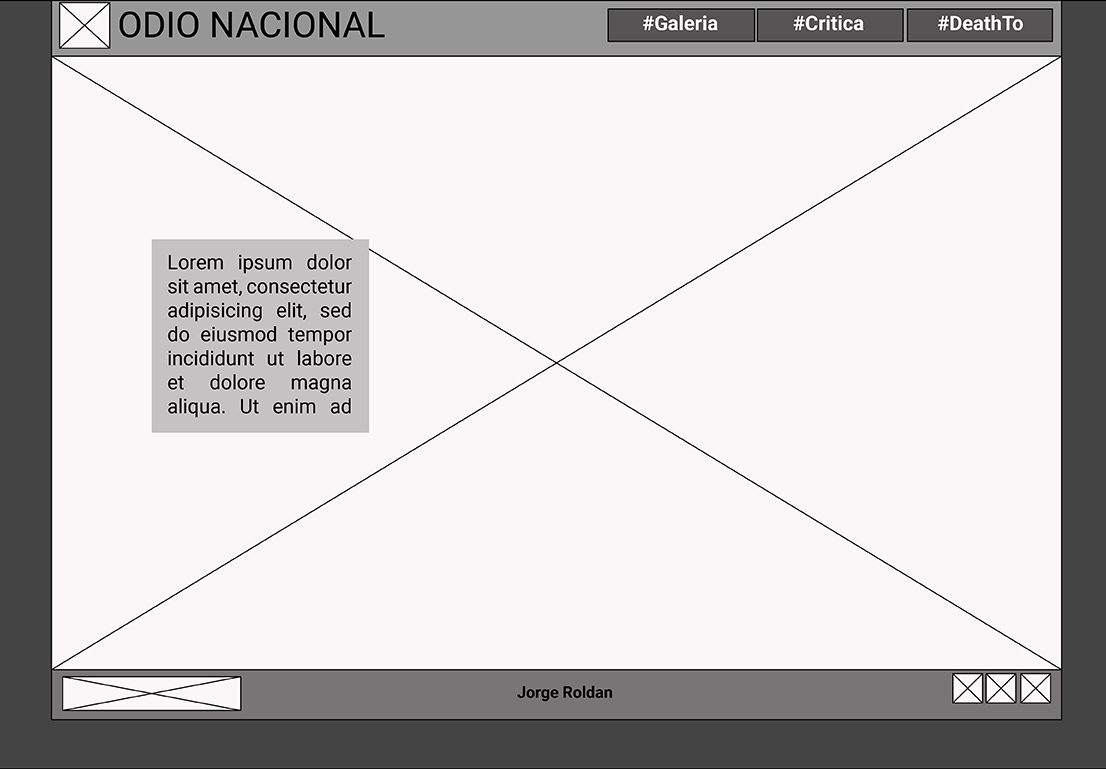 ODIO NACIONAL
#Galeria
#Critica
#DeathTo
Lorem ipsum dolor
sit amet, consectetur
adipisicing elit, sed
do eiusmod tempor
incididunt ut labore
et dolore magna
aliqua. Ut enim ad
Jorge Roldan